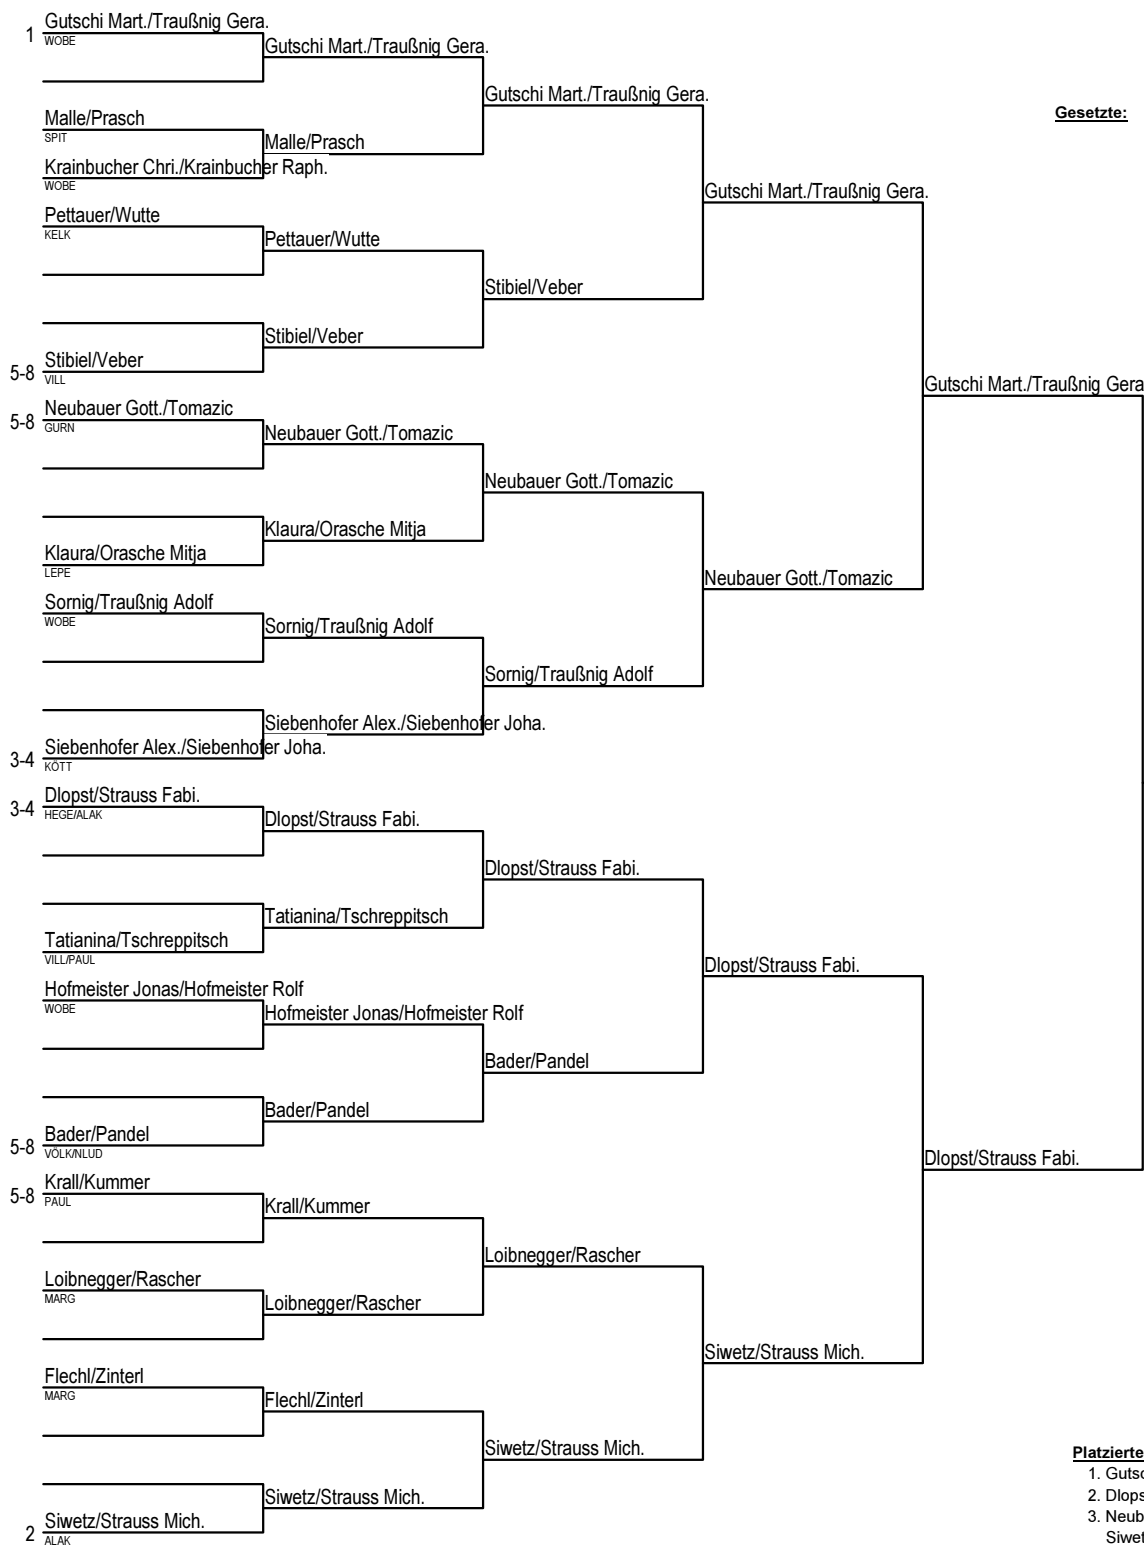 Gutschi Mart./Traußnig Gera.
1
WOBE
Gutschi Mart./Traußnig Gera.
Gutschi Mart./Traußnig Gera.
Gesetzte:
Malle/Prasch
SPIT
Malle/Prasch
Krainbucher Chri./Krainbucher Raph.
WOBE
Gutschi Mart./Traußnig Gera.
Pettauer/Wutte
KELK
Pettauer/Wutte
Stibiel/Veber
Stibiel/Veber
Stibiel/Veber
5-8
VILL
Gutschi Mart./Traußnig Gera
Neubauer Gott./Tomazic
5-8
GURN
Neubauer Gott./Tomazic
Neubauer Gott./Tomazic
Klaura/Orasche Mitja
Klaura/Orasche Mitja
LEPE
Neubauer Gott./Tomazic
Sornig/Traußnig Adolf
WOBE
Sornig/Traußnig Adolf
Sornig/Traußnig Adolf
Siebenhofer Alex./Siebenhofer Joha.
Siebenhofer Alex./Siebenhofer Joha.
3-4
KÖTT
Dlopst/Strauss Fabi.
3-4
HEGE/ALAK
Dlopst/Strauss Fabi.
Dlopst/Strauss Fabi.
Tatianina/Tschreppitsch
Tatianina/Tschreppitsch
VILL/PAUL
Dlopst/Strauss Fabi.
Hofmeister Jonas/Hofmeister Rolf
WOBE
Hofmeister Jonas/Hofmeister Rolf
Bader/Pandel
Bader/Pandel
Bader/Pandel
5-8
VÖLK/NLUD
Dlopst/Strauss Fabi.
Krall/Kummer
5-8
PAUL
Krall/Kummer
Loibnegger/Rascher
Loibnegger/Rascher
MARG
Loibnegger/Rascher
Siwetz/Strauss Mich.
Flechl/Zinterl
MARG
Flechl/Zinterl
Siwetz/Strauss Mich.
Platzierte
1. Gutsc
Siwetz/Strauss Mich.
2. Dlops
Siwetz/Strauss Mich.
3. Neub
2
ALAK
Siwet